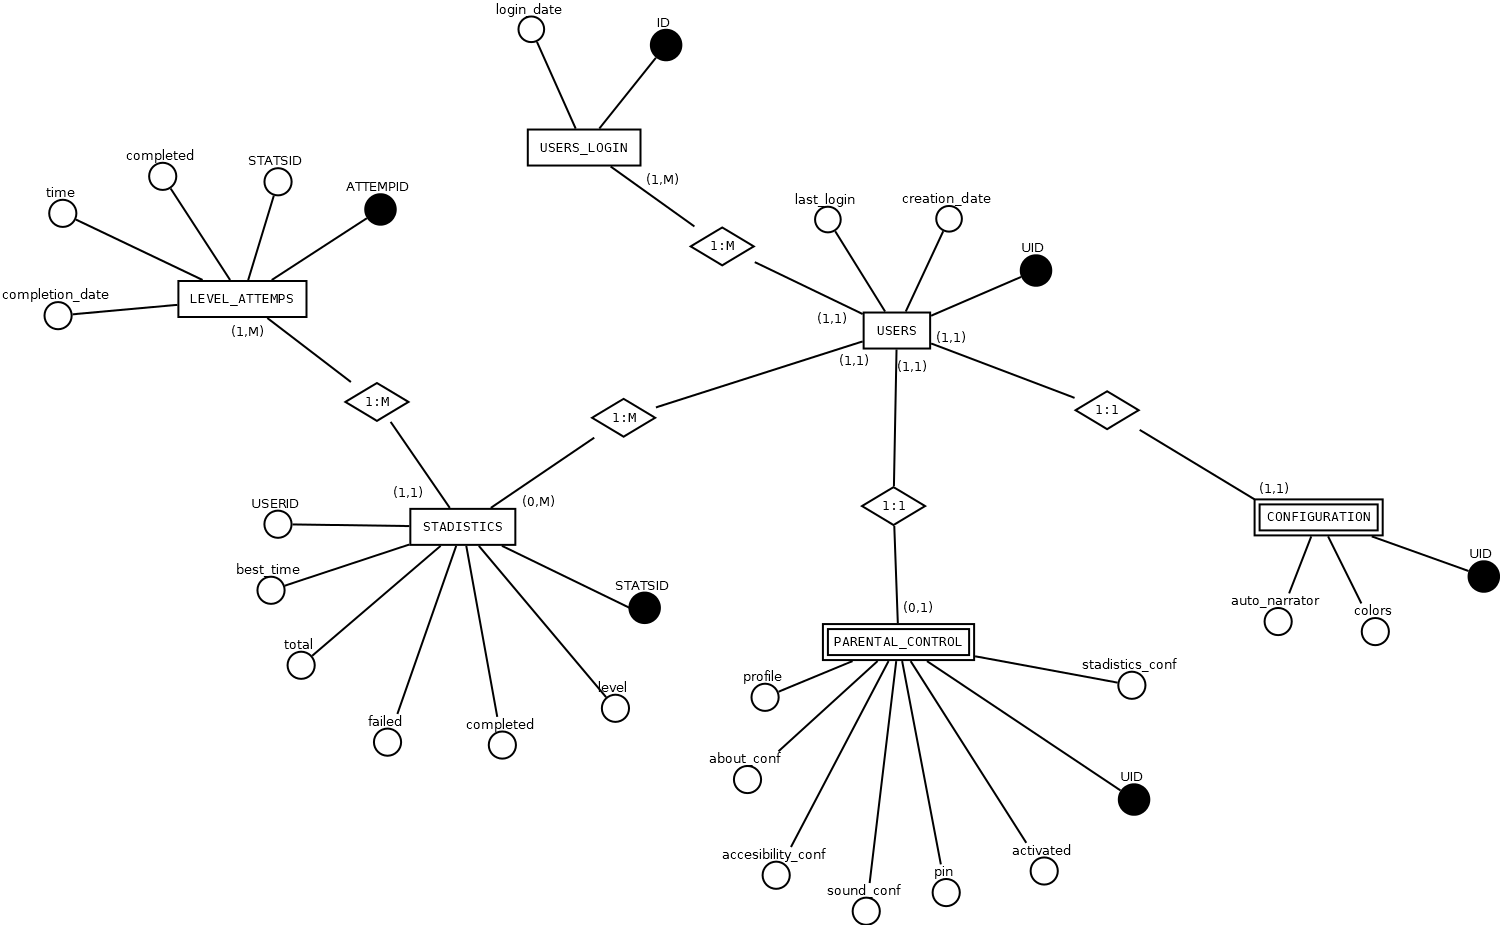 login_date
ID
USERS_LOGIN
(1,M)
1:M
completed
STATSID
ATTEMPID
time
completion_date
LEVEL_ATTEMPS
(1,M)
last_login
creation_date
UID
(1,1)
USERS
(1,1)
(1,1)
(1,1)
1:M
1:M
1:1
(1,1)
(0,M)
(1,1)
USERID
STADISTICS
1:1
CONFIGURATION
best_time
STATSID
UID
total
level
failed
completed
auto_narrator
colors
(0,1)
PARENTAL_CONTROL
profile
stadistics_conf
about_conf
UID
accesibility_conf
activated
sound_conf
pin